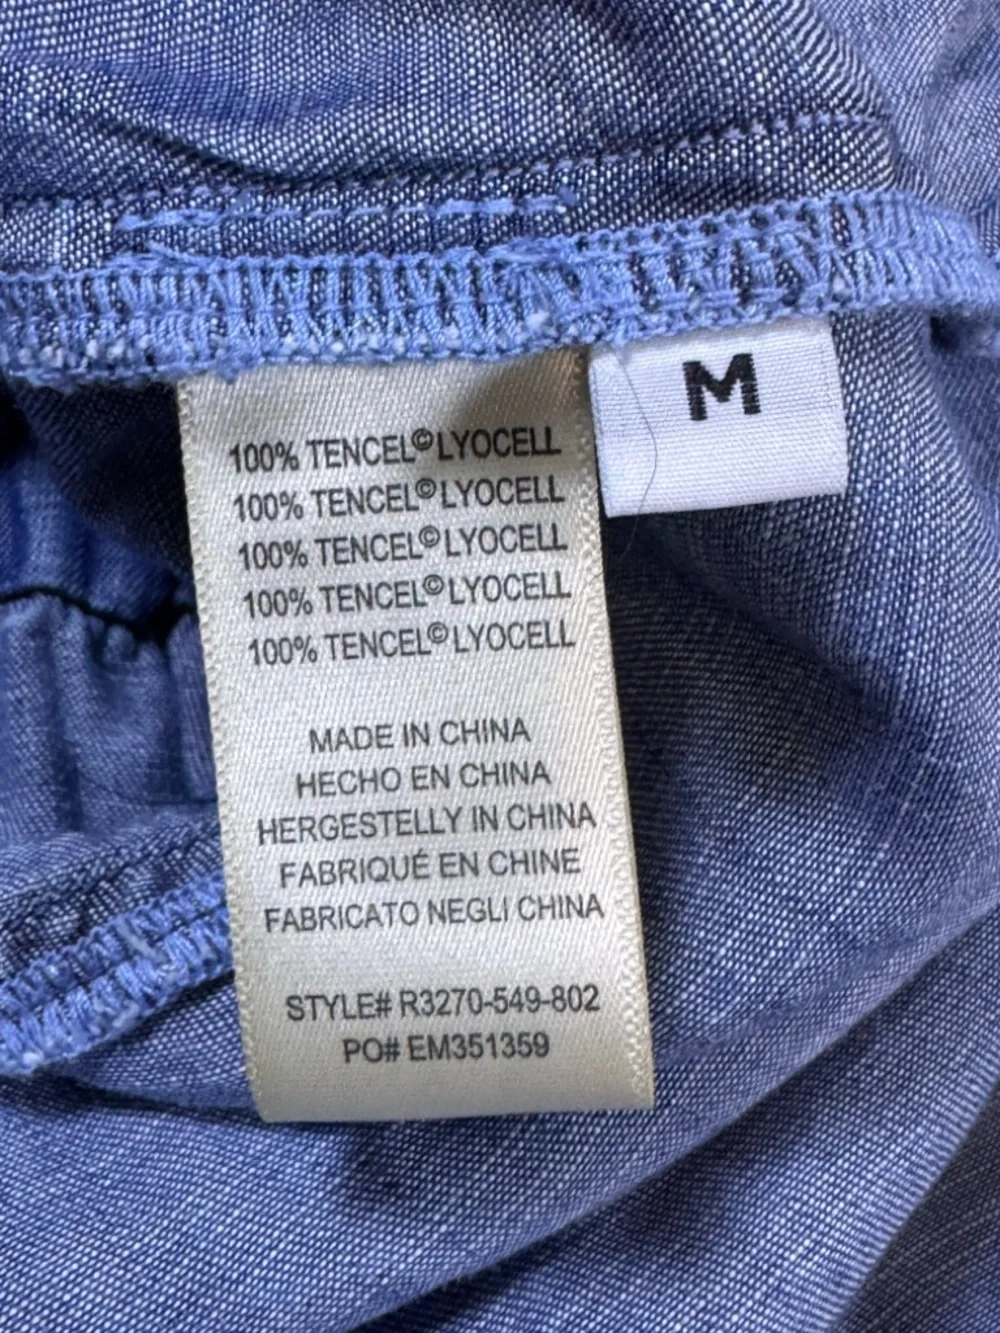 M
100% TENCEL©LYOCELL
100% TENCEL©LYOCELL
100% TENCEL©LYOCELL
100% TENCEL©LYOCELL
100% TENCEL©LYOCELL
MADE IN CHINA
HECHO EN CHINA
HERGESTELLY IN CHINA
FABRIQUÉ EN CHINE
FABRICATO NEGLI CHINA
STYLE# R3270-549-802
PO# EM351359